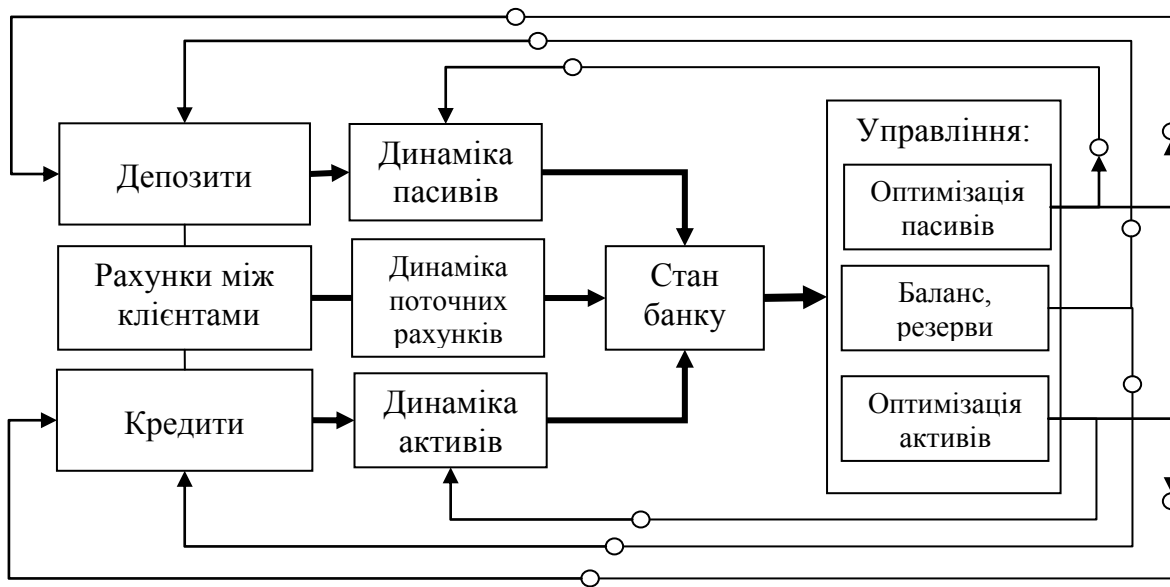 Депозити
Динаміка
пасивів
Управління:
Оптимізація
пасивів
Рахунки між
клієнтами
Динаміка
поточних
рахунків
Стан
банку
Баланс,
резерви
Кредити
Динаміка
активів
Оптимізація
активів